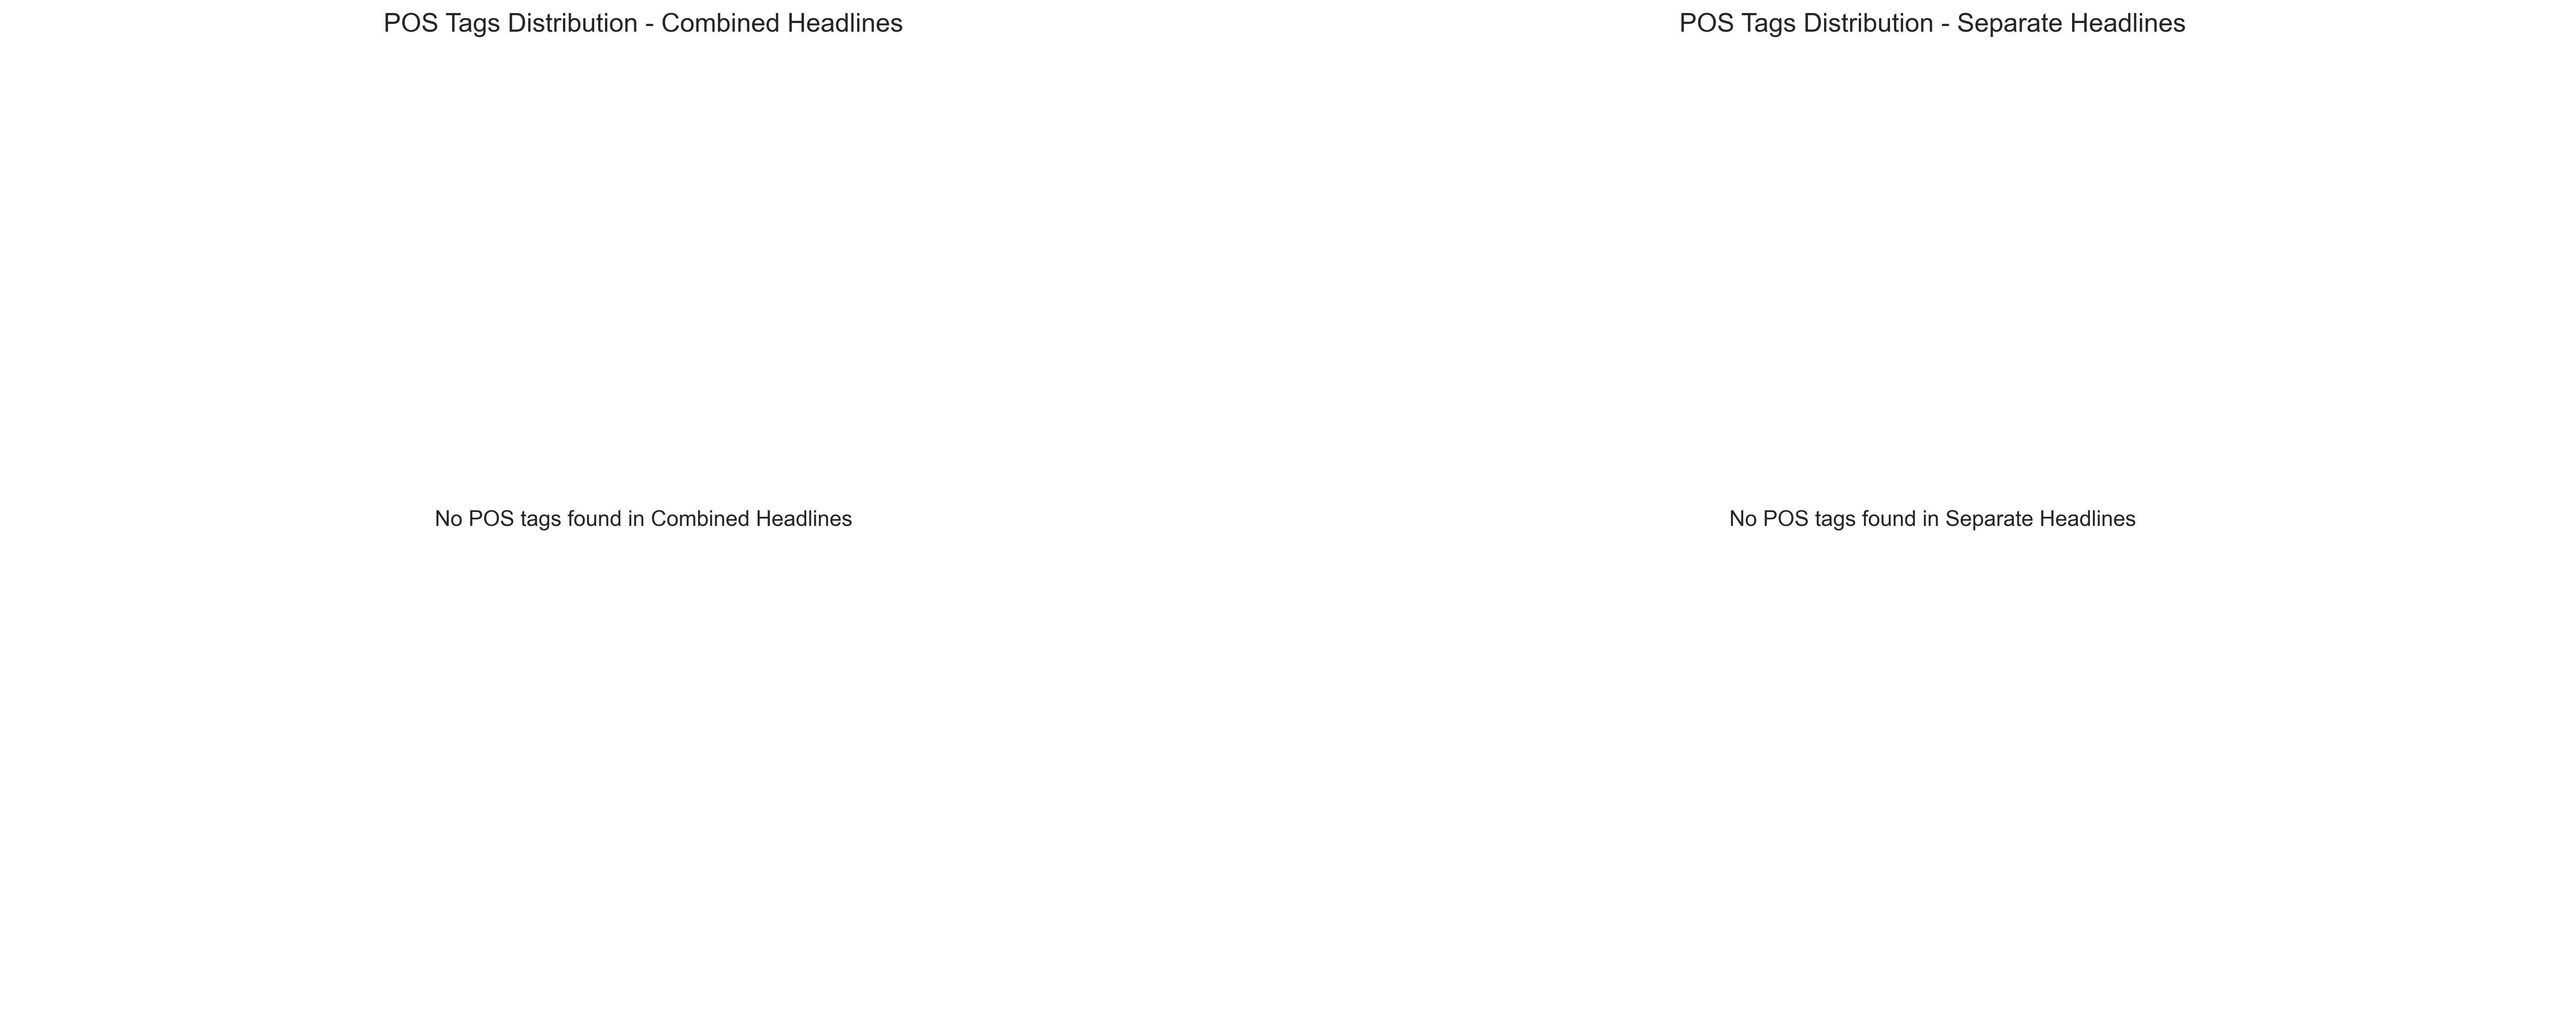 POS Tags Distribution - Combined Headlines
No POS tags found in Combined Headlines
POS Tags Distribution - Separate Headlines
No POS tags found in Separate Headlines